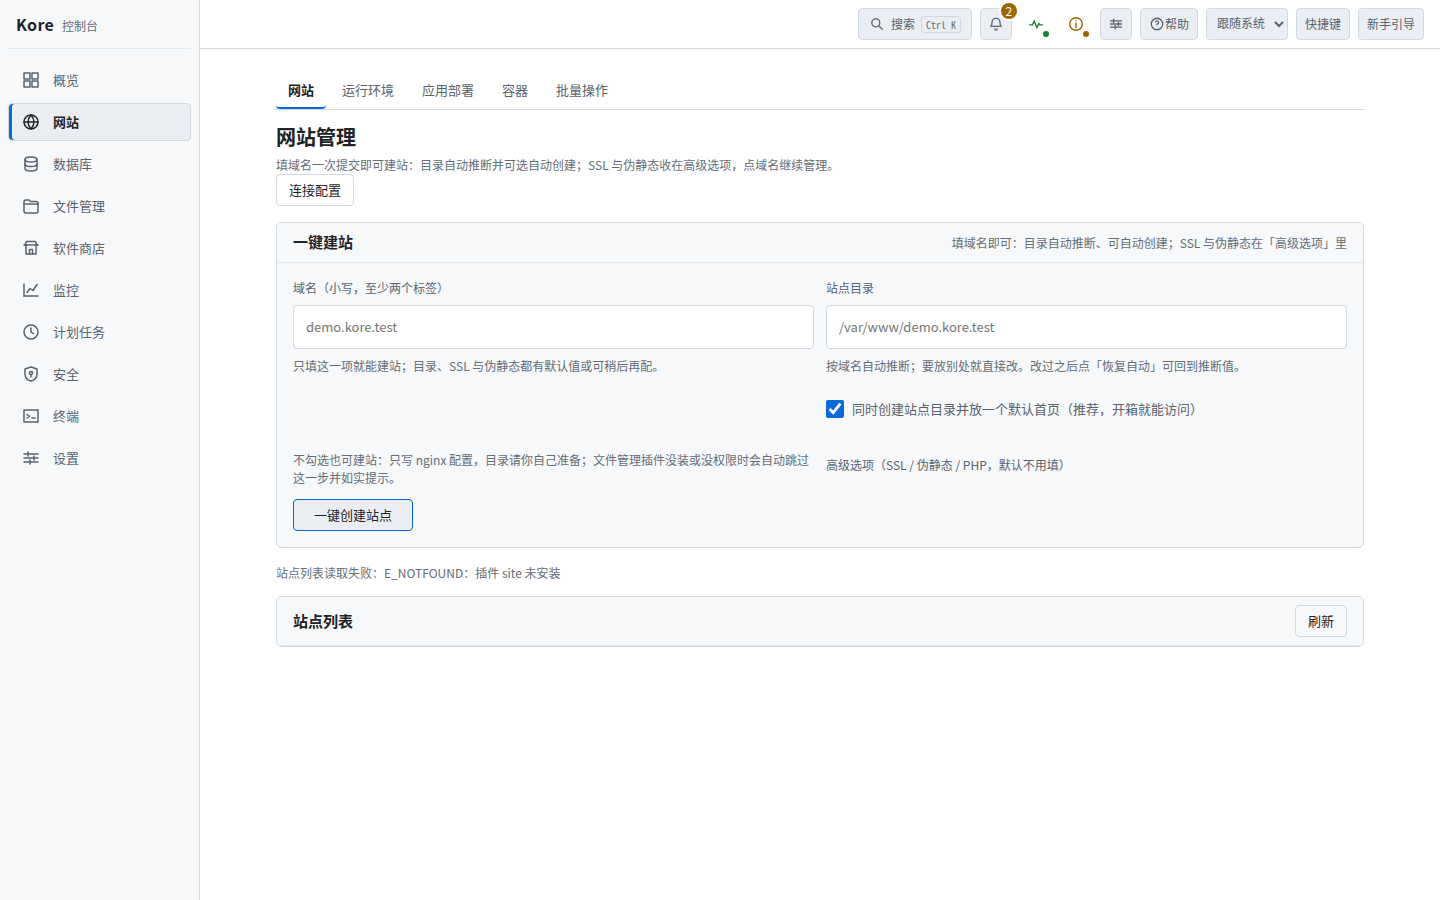 Kore 控制台
搜索 Ctrl K
2
帮助
跟随系统
快捷键
新手引导
概览
网站
数据库
文件管理
软件商店
监控
计划任务
安全
终端
设置
网站 运行环境 应用部署 容器 批量操作
网站管理
填域名一次提交即可建站：目录自动推断并可选自动创建；SSL 与伪静态收在高级选项，点域名继续管理。
连接配置
一键建站
填域名即可：目录自动推断、可自动创建；SSL 与伪静态在「高级选项」里
域名（小写，至少两个标签）
demo.kore.test
只填这一项就能建站；目录、SSL 与伪静态都有默认值或可稍后再配。
站点目录
/var/www/demo.kore.test
按域名自动推断；要放别处就直接改。改过之后点「恢复自动」可回到推断值。
同时创建站点目录并放一个默认首页（推荐，开箱就能访问）
不勾选也可建站：只写 nginx 配置，目录请你自己准备；文件管理插件没装或没权限时会自动跳过
这一步并如实提示。
高级选项（SSL / 伪静态 / PHP，默认不用填）
一键创建站点
站点列表读取失败：E_NOTFOUND：插件 site 未安装
站点列表
刷新